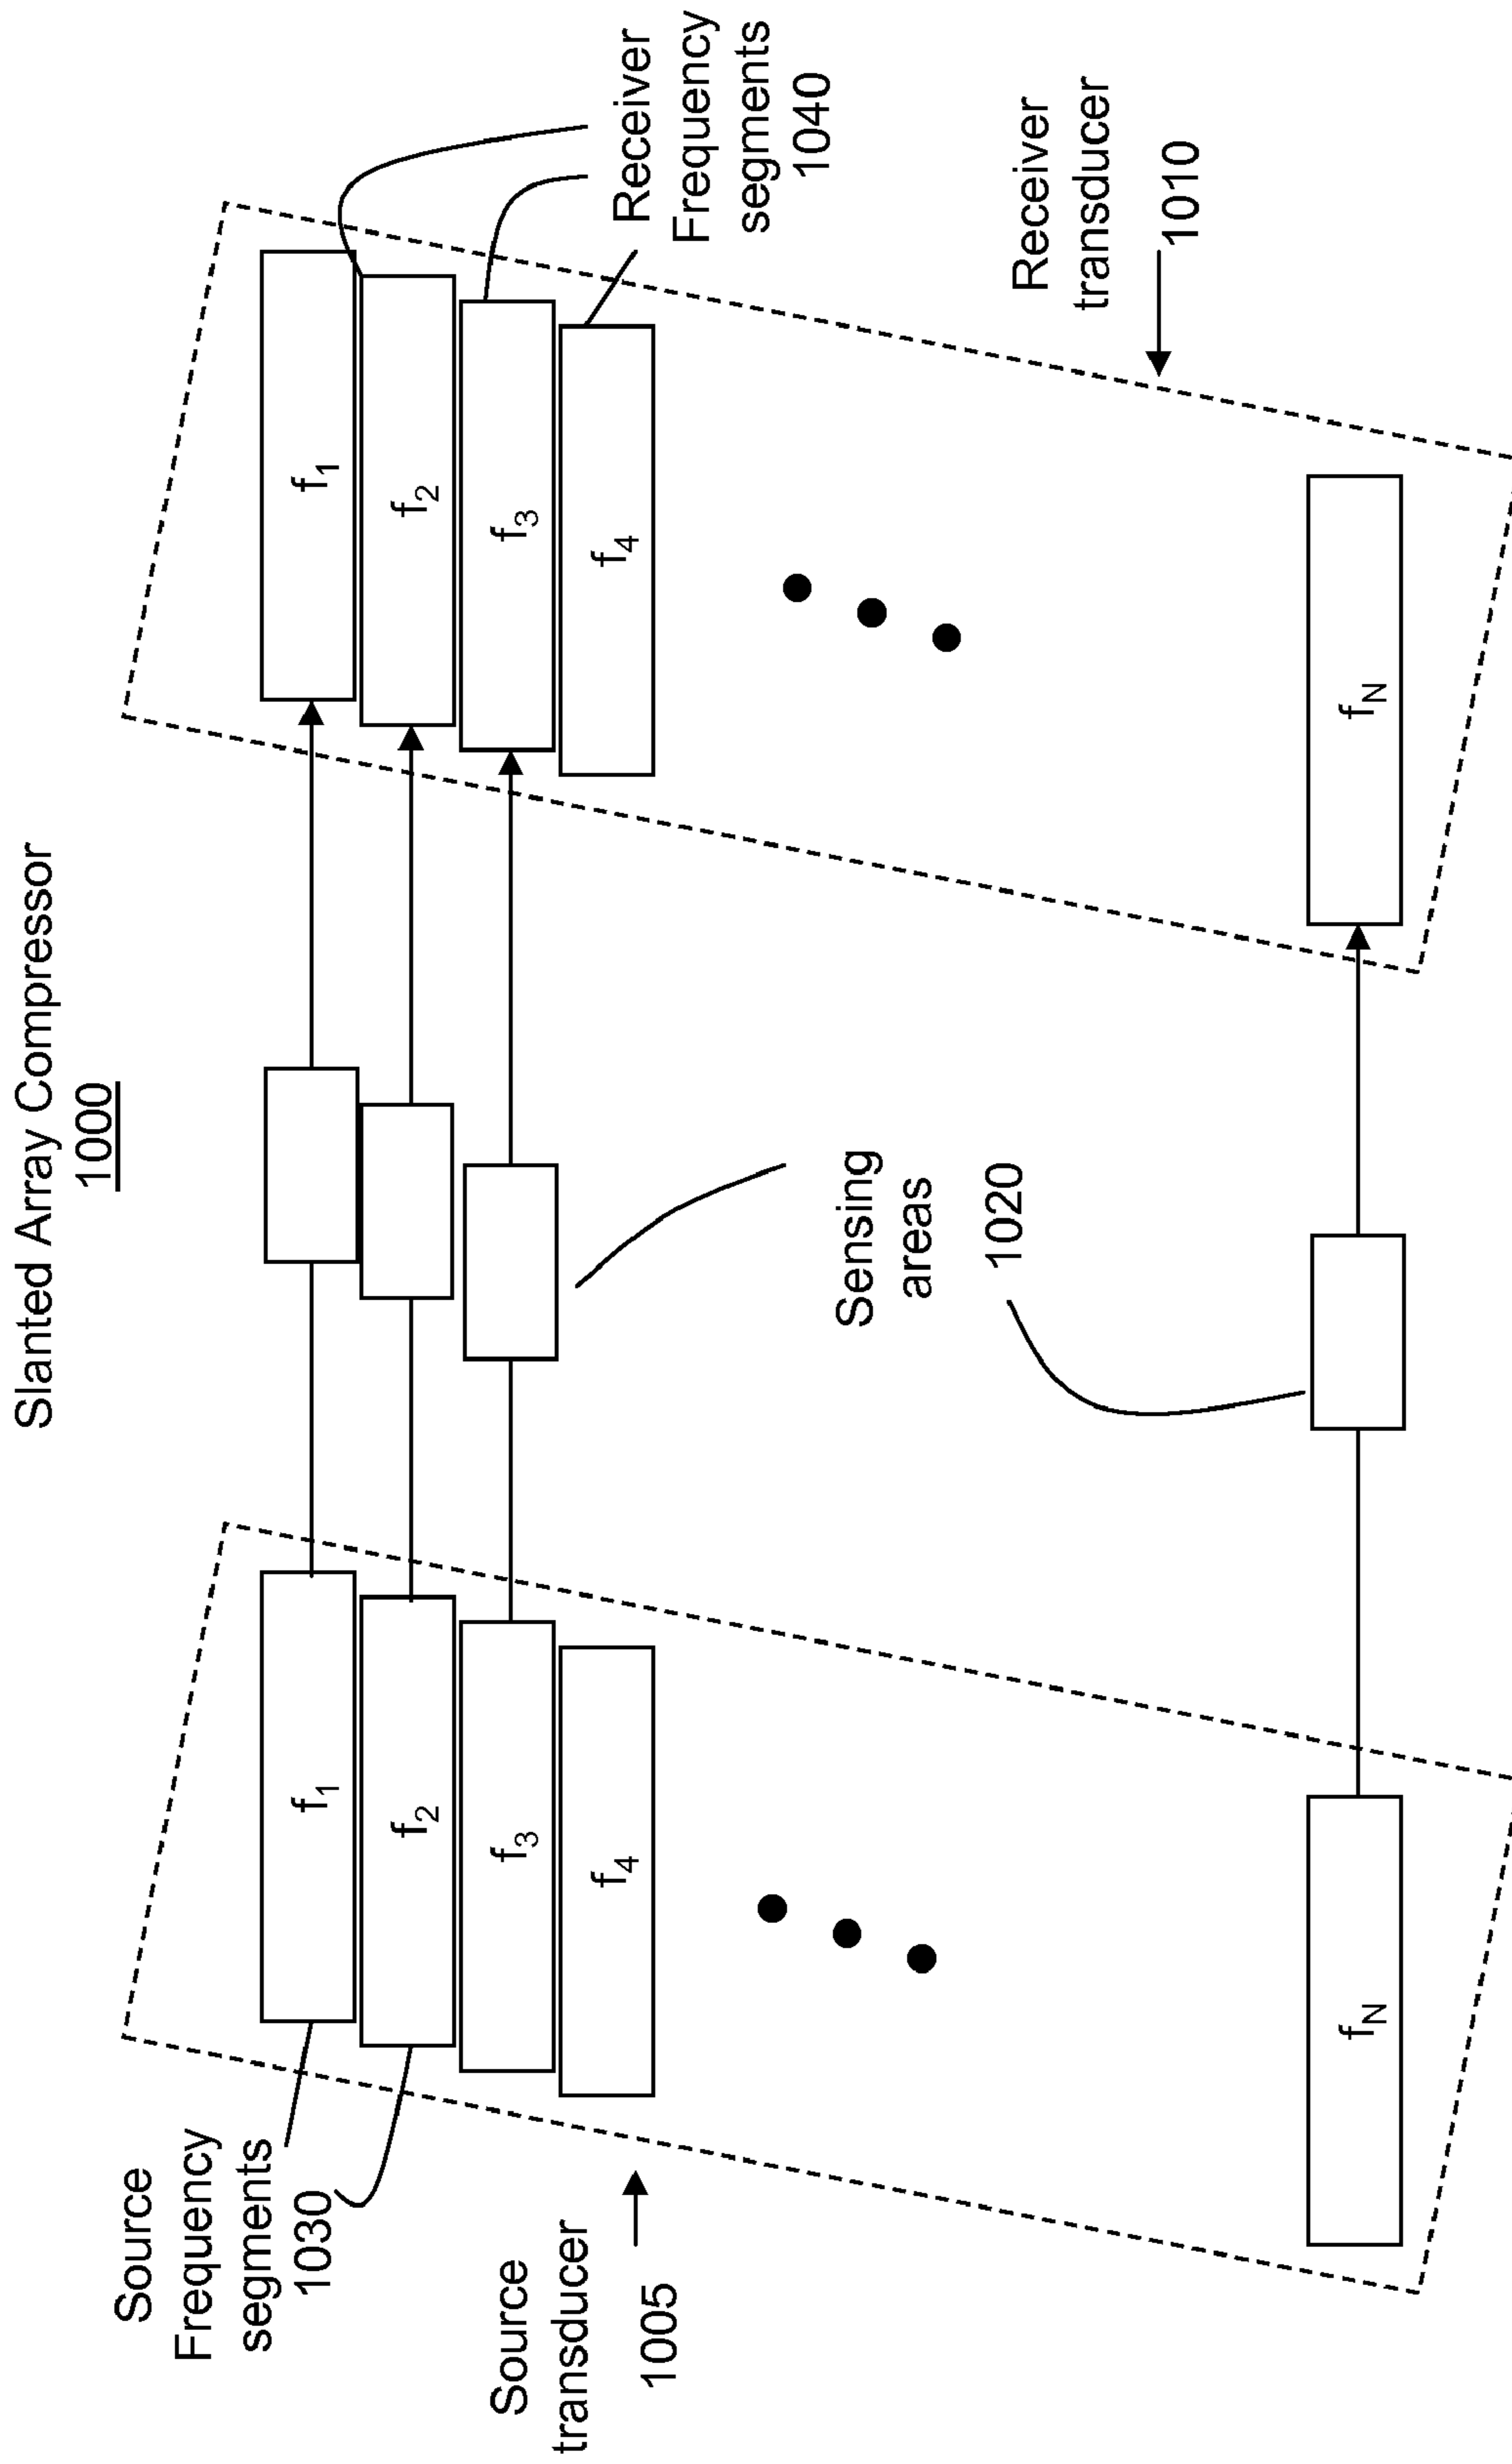 Slanted Array Compressor
1000
Source
Frequency
segments
1030
Source
transducer
1005
f1
f2
f3
f4
fN
Sensing
areas
1020
f1
f2
f3
f4
fN
Receiver
Frequency
segments
1040
Receiver
transducer
1010